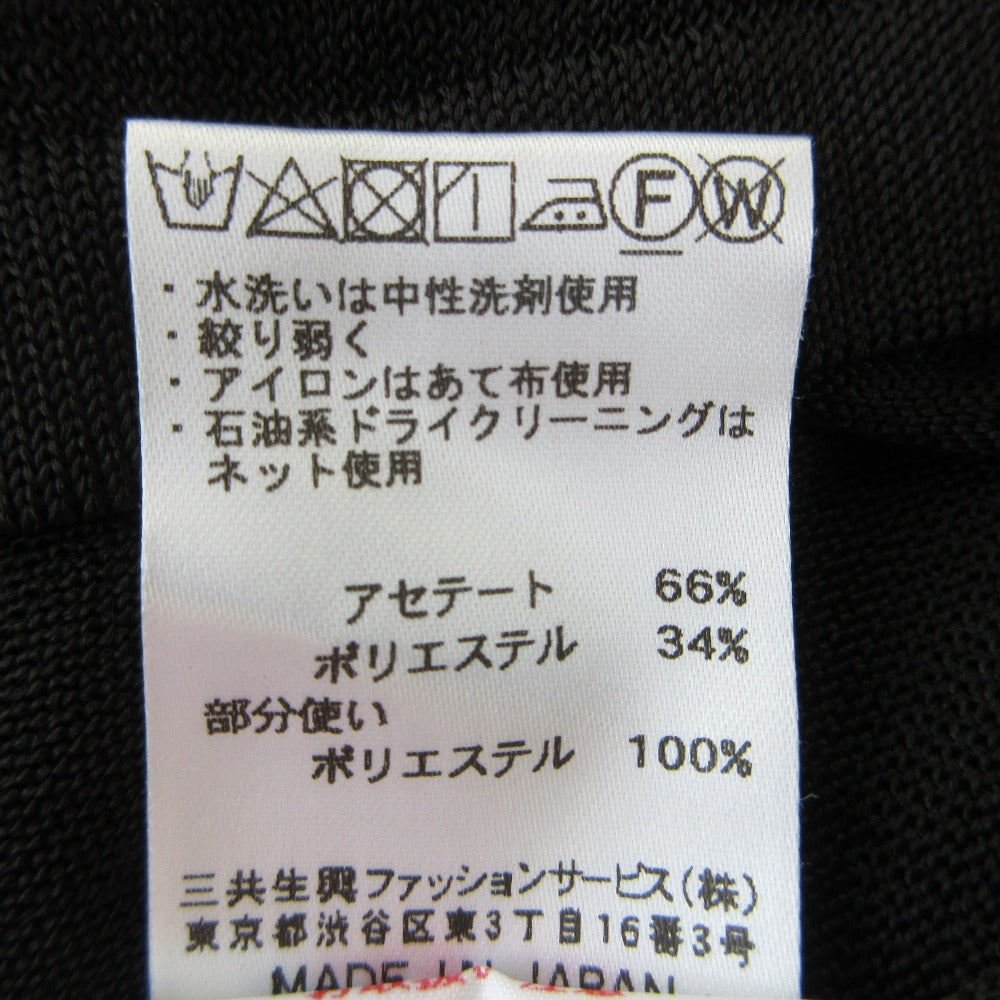 F W
・水洗いは中性洗剤使用
・絞り弱く
・アイロンはあて布使用
・石油系ドライクリーニングは
ネット使用
アセテート 66%
ポリエステル 34%
部分使い
ポリエステル 100%
三共生興ファッションサービス(株)
東京都渋谷区東3丁目16番3号
MADE IN JAPAN